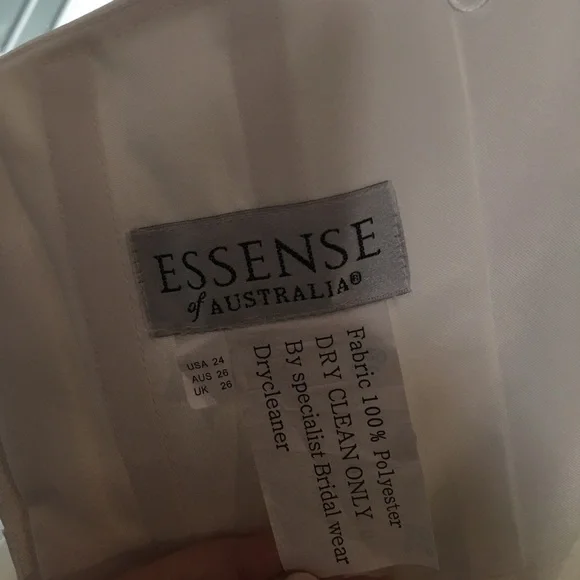 ESSENSE
of AUSTRALIA®
USA 24
AUS 26
UK 26
Fabric 100% Polyester
DRY CLEAN ONLY
By specialist Bridal wear
Drycleaner